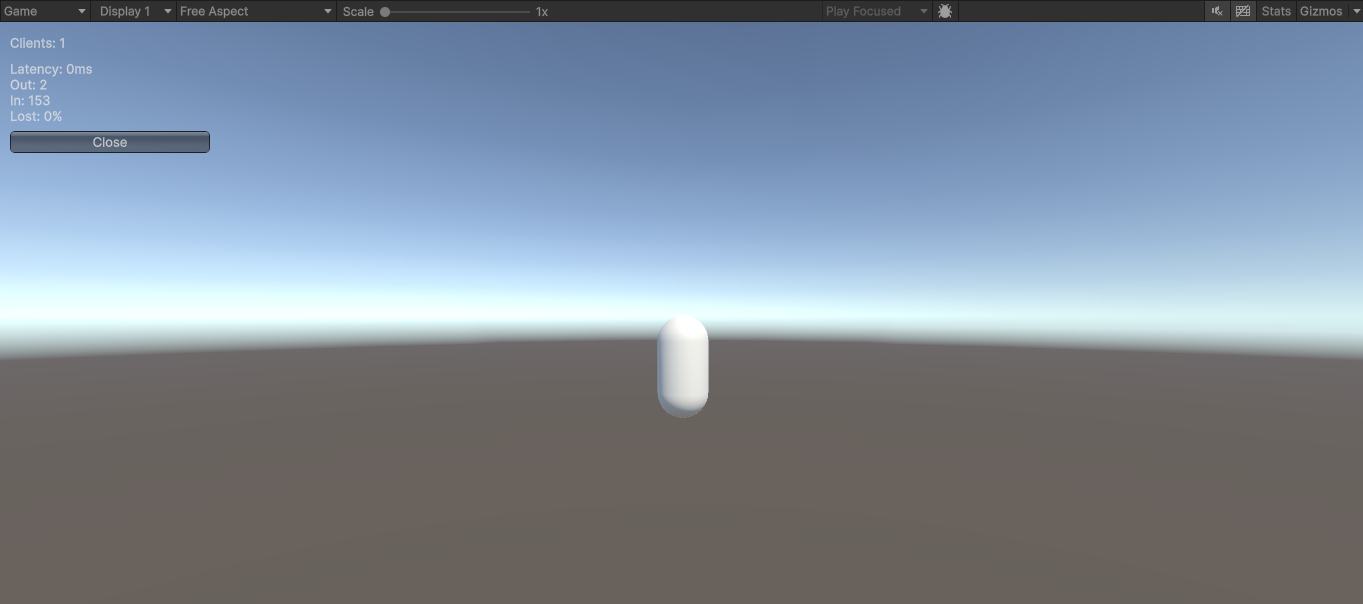 Game Display 1 Free Aspect Scale 1x Play Focused Stats Gizmos
Clients: 1
Latency: 0ms
Out: 2
In: 153
Lost: 0%
Close